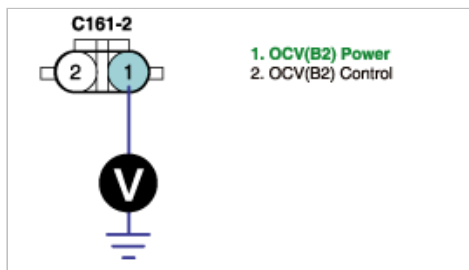 C161-2
2 1
1. OCV(B2) Power
2. OCV(B2) Control
V